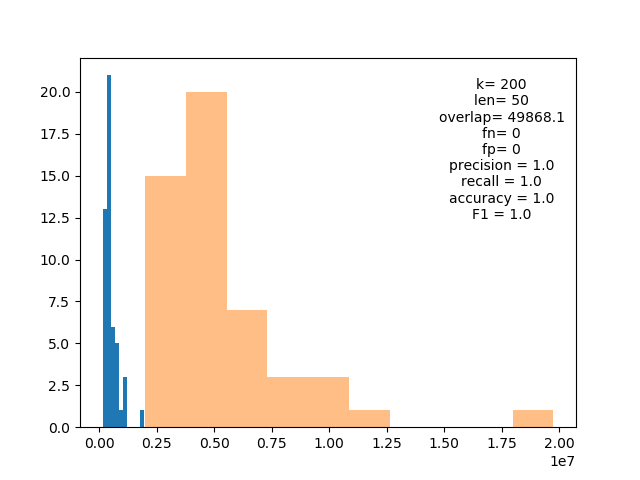 k= 200
len= 50
overlap= 49868.1
fn= 0
fp= 0
precision = 1.0
recall = 1.0
accuracy = 1.0
F1 = 1.0
20.0
17.5
15.0
12.5
10.0
7.5
5.0
2.5
0.0
0.00 0.25 0.50 0.75 1.00 1.25 1.50 1.75 2.00
1e7